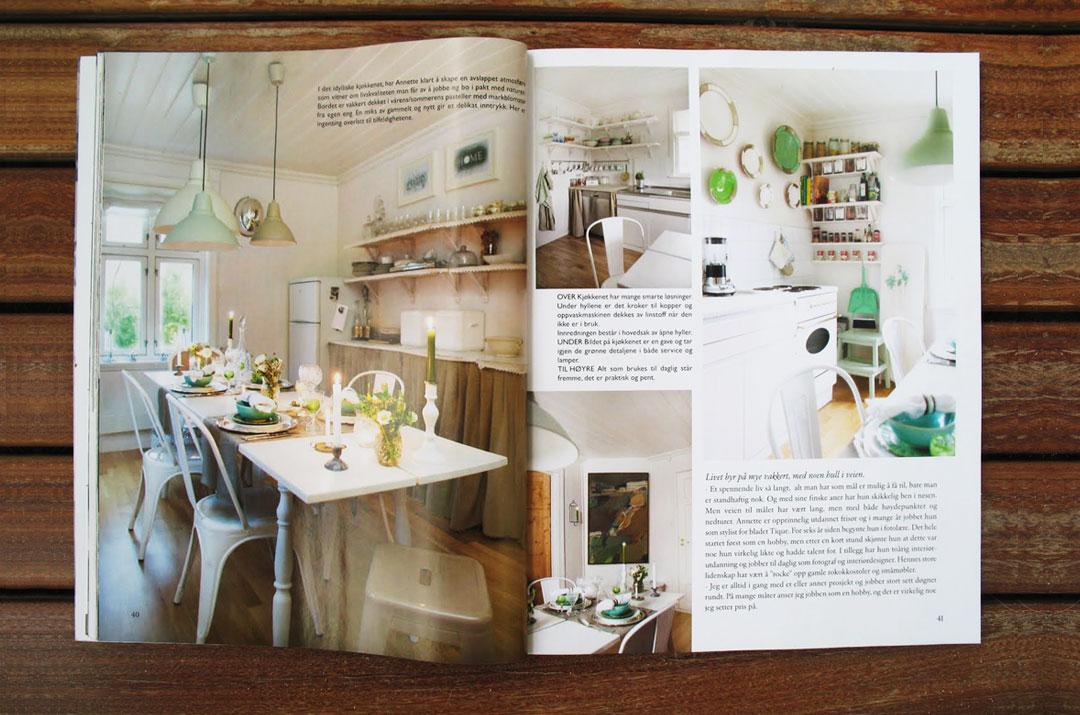 I det idylliske kjøkkenet, har Annette klart å skape en avslappet atmosfære
som vitner om livskvaliteten man får av å jobbe og bo i pakt med naturen.
Bordet er vakkert dekket i vårens/sommerens pasteller med markblomster
fra egen eng. En miks av gammelt og nytt gir et delikat inntrykk. Her er
ingenting overlatt til tilfeldighetene.
HOME
40
OVER Kjøkkenet har mange smarte løsninger.
Under hyllene er det kroker til kopper og
oppvaskmaskinen dekkes av linstoff når den
ikke er i bruk.
Innredningen består i hovedsak av åpne hyller.
UNDER Bildet på kjøkkenet er en gave og tar
igjen de grønne detaljene i både service og
lamper.
TIL HØYRE Alt som brukes til daglig står
fremme, det er praktisk og pent.
Livet byr på mye vakkert, med noen hull i veien.
- Et spennende liv så langt, alt man har som mål er mulig å få til, bare man
er standhaftig nok. Og med sine finske aner har hun skikkelig ben i nesen.
Men veien til målet har vært lang, men med både høydepunkter og
nedturer. Annette er opprinnelig utdannet frisør og i mange år jobbet hun
som stylist for bladet Tique. For seks år siden begynte hun i fotolære. Det hele
startet først som en hobby, men etter en kort stund skjønte hun at dette var
noe hun virkelig likte og hadde talent for. I tillegg har hun toårig interiør-
utdanning og jobber til daglig som fotograf og interiørdesigner. Hennes store
lidenskap har vært å "rocke" opp gamle rokokkostoler og småmøbler.
- Jeg er alltid i gang med et eller annet prosjekt og jobber stort sett døgnet
rundt. På mange måter anser jeg jobben som en hobby, og det er virkelig noe
jeg setter pris på.
41